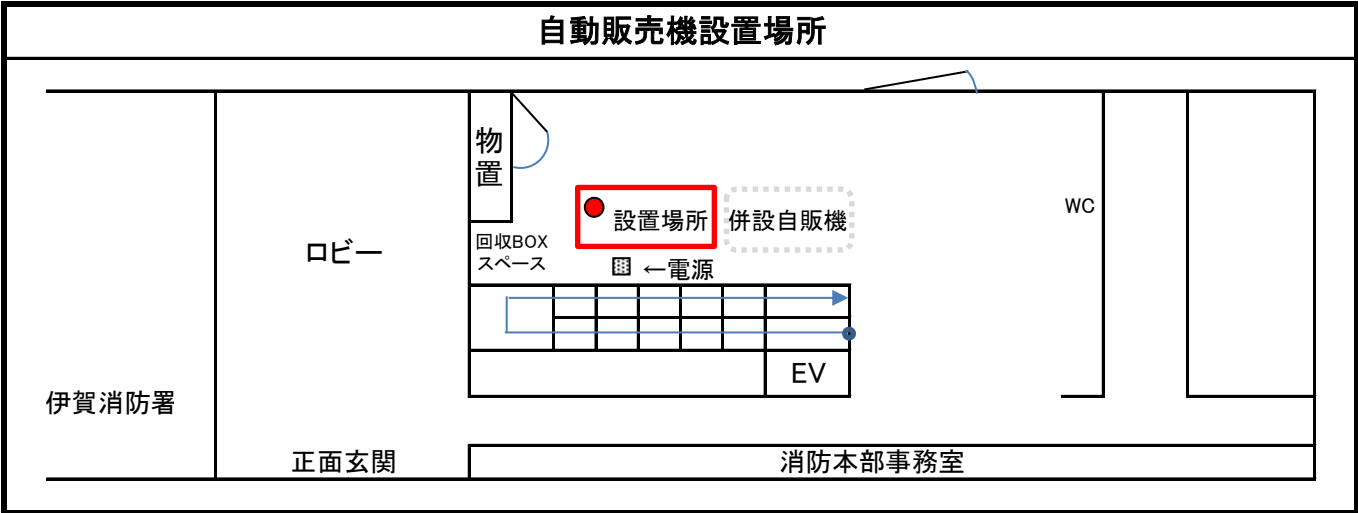 自動販売機設置場所
物
置
設置場所
併設自販機
WC
ロビー
回収BOX
スペース
←電源
EV
伊賀消防署
正面玄関
消防本部事務室